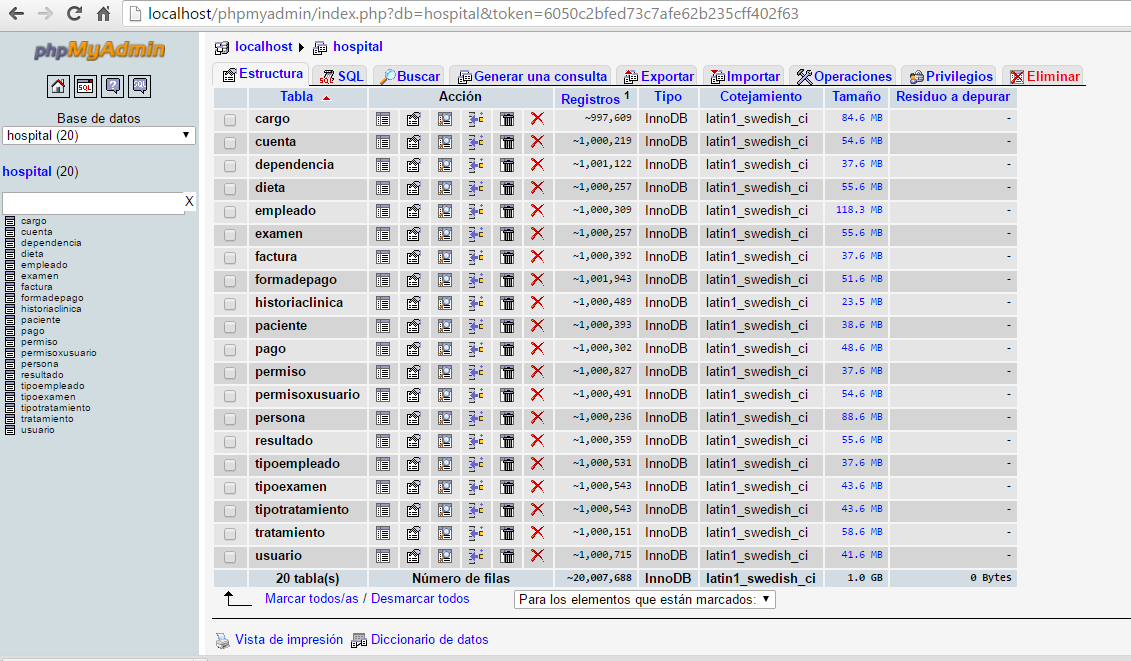 localhost/phpmyadmin/index.php?db=hospital&token=6050c2bfed73c7afe62b235cff402f63
phpMyAdmin
SQL
Base de datos
hospital (20)
hospital (20)
X
cargo
cuenta
dependencia
dieta
empleado
examen
factura
formadepago
historiaclinica
paciente
pago
permiso
permisoxusuario
persona
resultado
tipoempleado
tipoexamen
tipotratamiento
tratamiento
usuario
localhost hospital
Estructura SQL Buscar Generar una consulta Exportar Importar Operaciones Privilegios Eliminar
Tabla Acción Registros 1 Tipo Cotejamiento Tamaño Residuo a depurar
cargo ~997,609 InnoDB latin1_swedish_ci 84.6 MB -
cuenta ~1,000,219 InnoDB latin1_swedish_ci 54.6 MB -
dependencia ~1,001,122 InnoDB latin1_swedish_ci 37.6 MB -
dieta ~1,000,257 InnoDB latin1_swedish_ci 55.6 MB -
empleado ~1,000,309 InnoDB latin1_swedish_ci 118.3 MB -
examen ~1,000,257 InnoDB latin1_swedish_ci 55.6 MB -
factura ~1,000,392 InnoDB latin1_swedish_ci 37.6 MB -
formadepago ~1,001,943 InnoDB latin1_swedish_ci 51.6 MB -
historiaclinica ~1,000,489 InnoDB latin1_swedish_ci 23.5 MB -
paciente ~1,000,393 InnoDB latin1_swedish_ci 38.6 MB -
pago ~1,000,302 InnoDB latin1_swedish_ci 48.6 MB -
permiso ~1,000,827 InnoDB latin1_swedish_ci 37.6 MB -
permisoxusuario ~1,000,491 InnoDB latin1_swedish_ci 54.6 MB -
persona ~1,000,236 InnoDB latin1_swedish_ci 88.6 MB -
resultado ~1,000,359 InnoDB latin1_swedish_ci 55.6 MB -
tipoempleado ~1,000,531 InnoDB latin1_swedish_ci 37.6 MB -
tipoexamen ~1,000,543 InnoDB latin1_swedish_ci 43.6 MB -
tipotratamiento ~1,000,543 InnoDB latin1_swedish_ci 43.6 MB -
tratamiento ~1,000,151 InnoDB latin1_swedish_ci 58.6 MB -
usuario ~1,000,715 InnoDB latin1_swedish_ci 41.6 MB -
20 tabla(s) Número de filas ~20,007,688 InnoDB latin1_swedish_ci 1.0 GB 0 Bytes
Marcar todos/as / Desmarcar todos Para los elementos que están marcados:
Vista de impresión Diccionario de datos